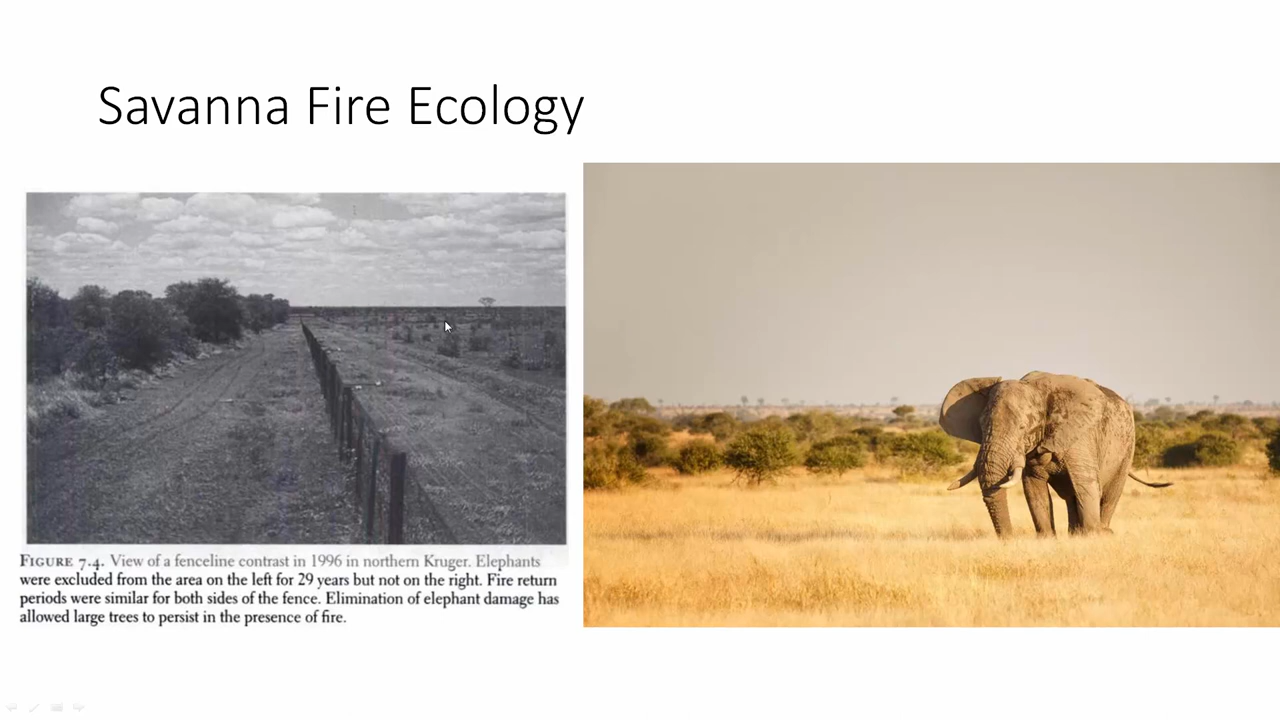 Savanna Fire Ecology
FIGURE 7.4. View of a fenceline contrast in 1996 in northern Kruger. Elephants
were excluded from the area on the left for 29 years but not on the right. Fire return
periods were similar for both sides of the fence. Elimination of elephant damage has
allowed large trees to persist in the presence of fire.